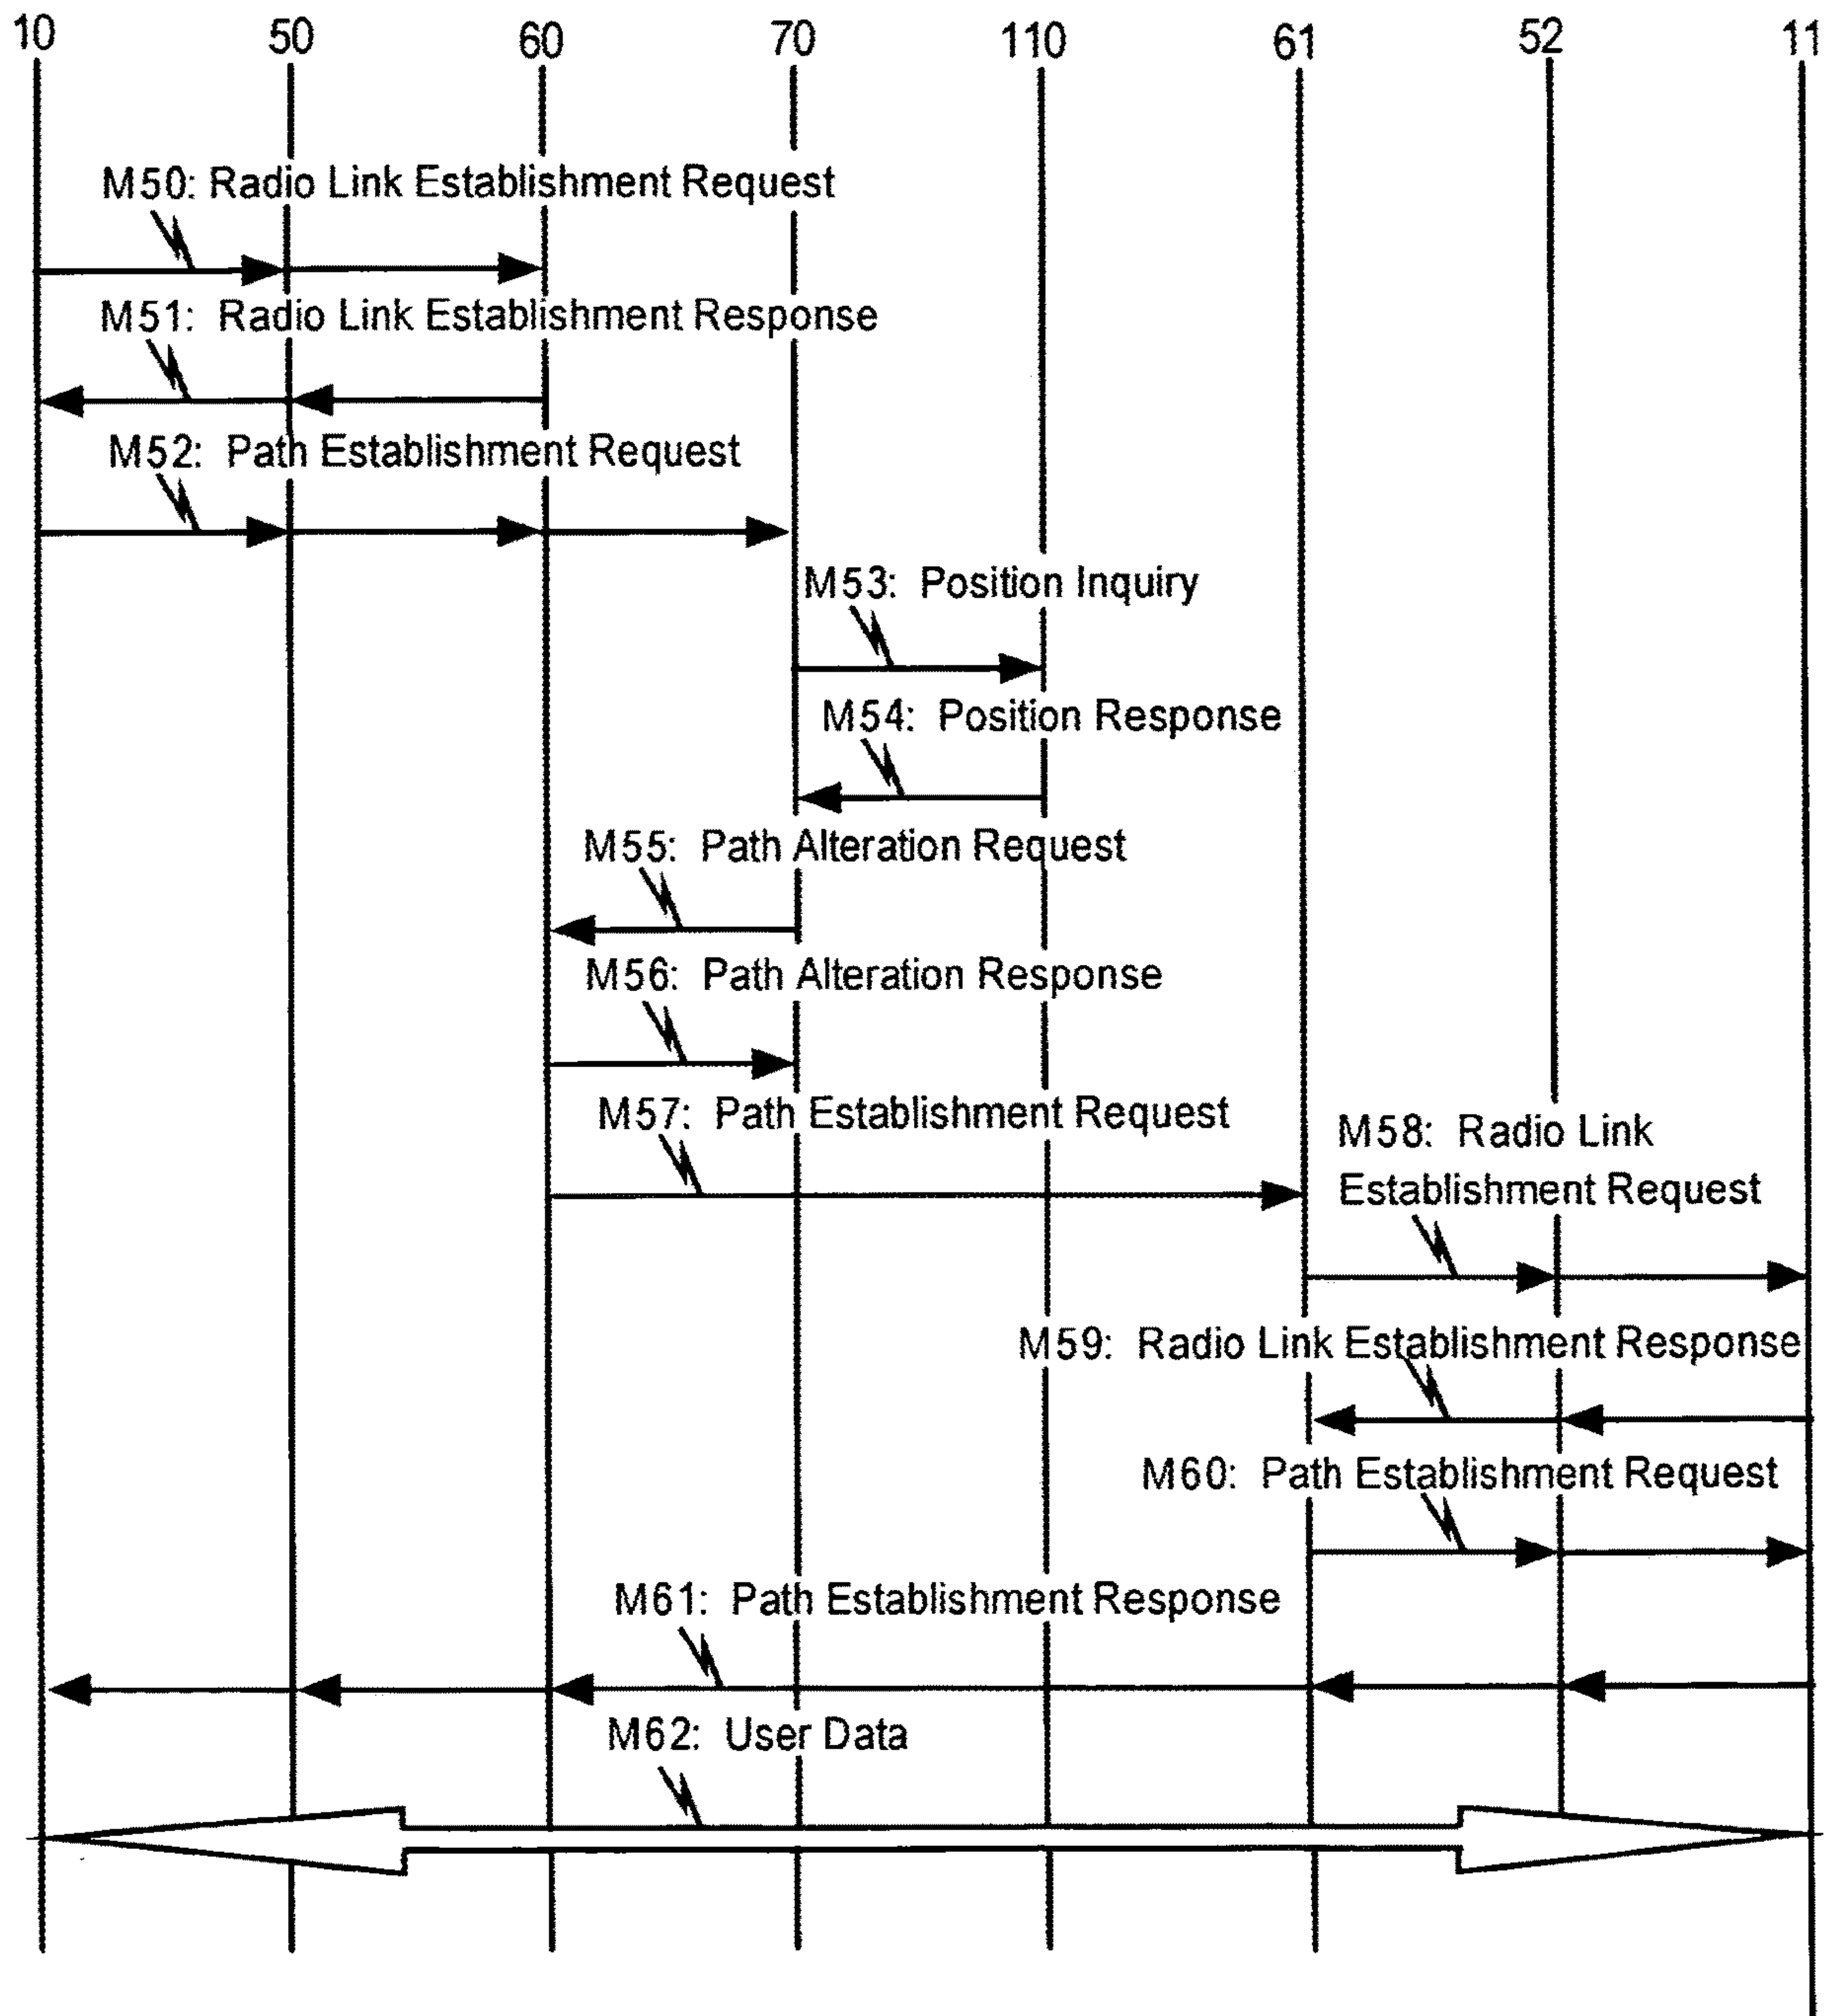 10 50 60 70 110 61 52 11
M50: Radio Link Establishment Request
M51: Radio Link Establishment Response
M52: Path Establishment Request
M53: Position Inquiry
M54: Position Response
M55: Path Alteration Request
M56: Path Alteration Response
M57: Path Establishment Request
M58: Radio Link
Establishment Request
M59: Radio Link Establishment Response
M60: Path Establishment Request
M61: Path Establishment Response
M62: User Data